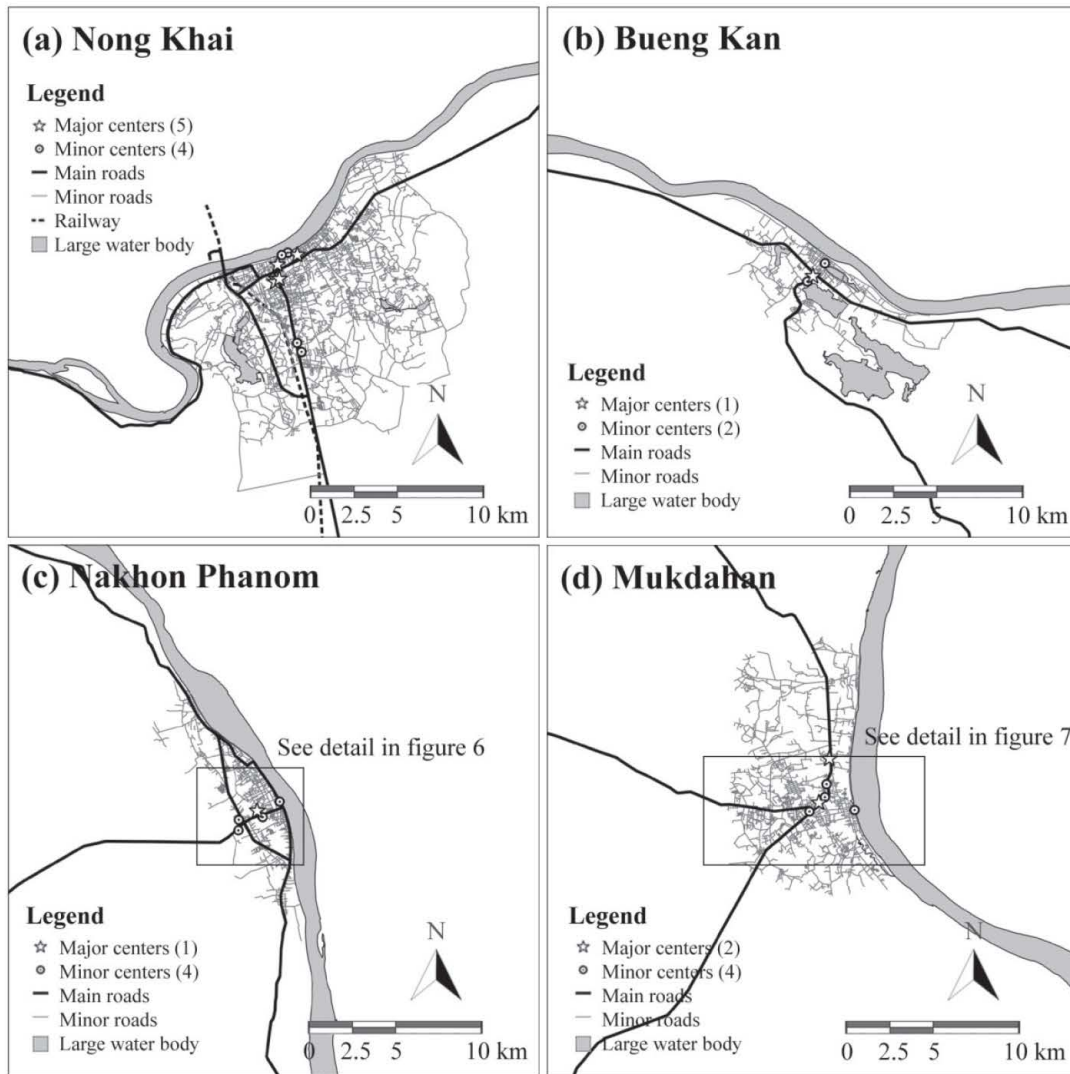 (a) Nong Khai
Legend
Major centers (5)
Minor centers (4)
Main roads
Minor roads
Railway
Large water body
N
0 2.5 5 10 km
(b) Bueng Kan
Legend
Major centers (1)
Minor centers (2)
Main roads
Minor roads
Large water body
N
0 2.5 5 10 km
(c) Nakhon Phanom
See detail in figure 6
Legend
Major centers (1)
Minor centers (4)
Main roads
Minor roads
Large water body
N
0 2.5 5 10 km
(d) Mukdahan
See detail in figure 7
Legend
Major centers (2)
Minor centers (4)
Main roads
Minor roads
Large water body
N
0 2.5 5 10 km